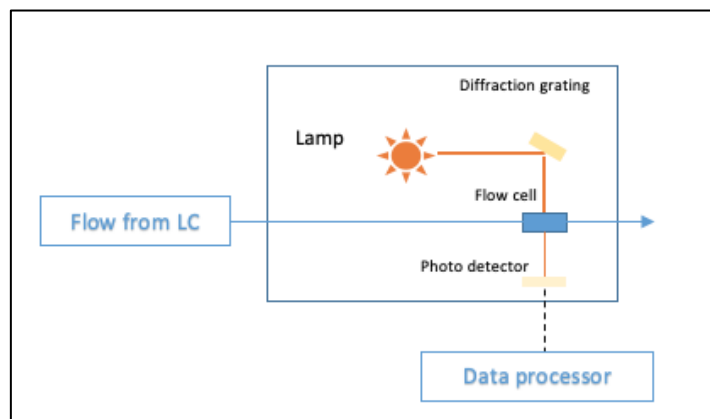 Diffraction grating
Lamp
Flow cell
Flow from LC
Photo detector
Data processor